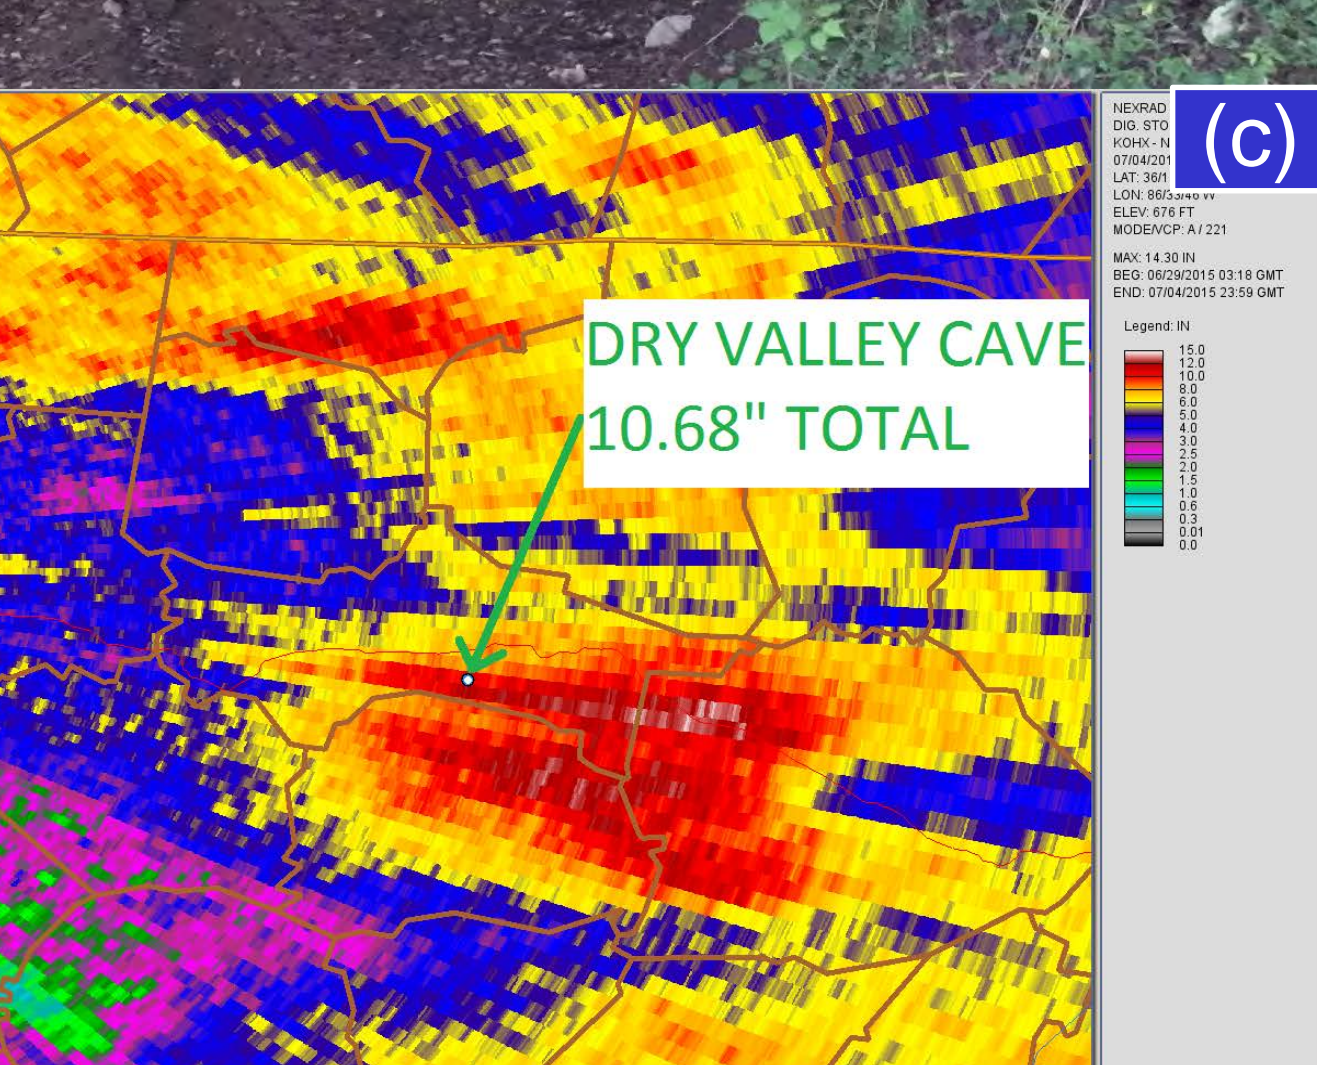 (c)
NEXRAD
DIG. STO
KOHX - N
07/04/201
LAT: 36/1
LON: 86/33/46 W
ELEV: 676 FT
MODE/VCP: A / 221
MAX: 14.30 IN
BEG: 06/29/2015 03:18 GMT
END: 07/04/2015 23:59 GMT
Legend: IN
15.0
12.0
10.0
8.0
6.0
5.0
4.0
3.0
2.5
2.0
1.5
1.0
0.6
0.3
0.01
0.0
DRY VALLEY CAVE
10.68" TOTAL